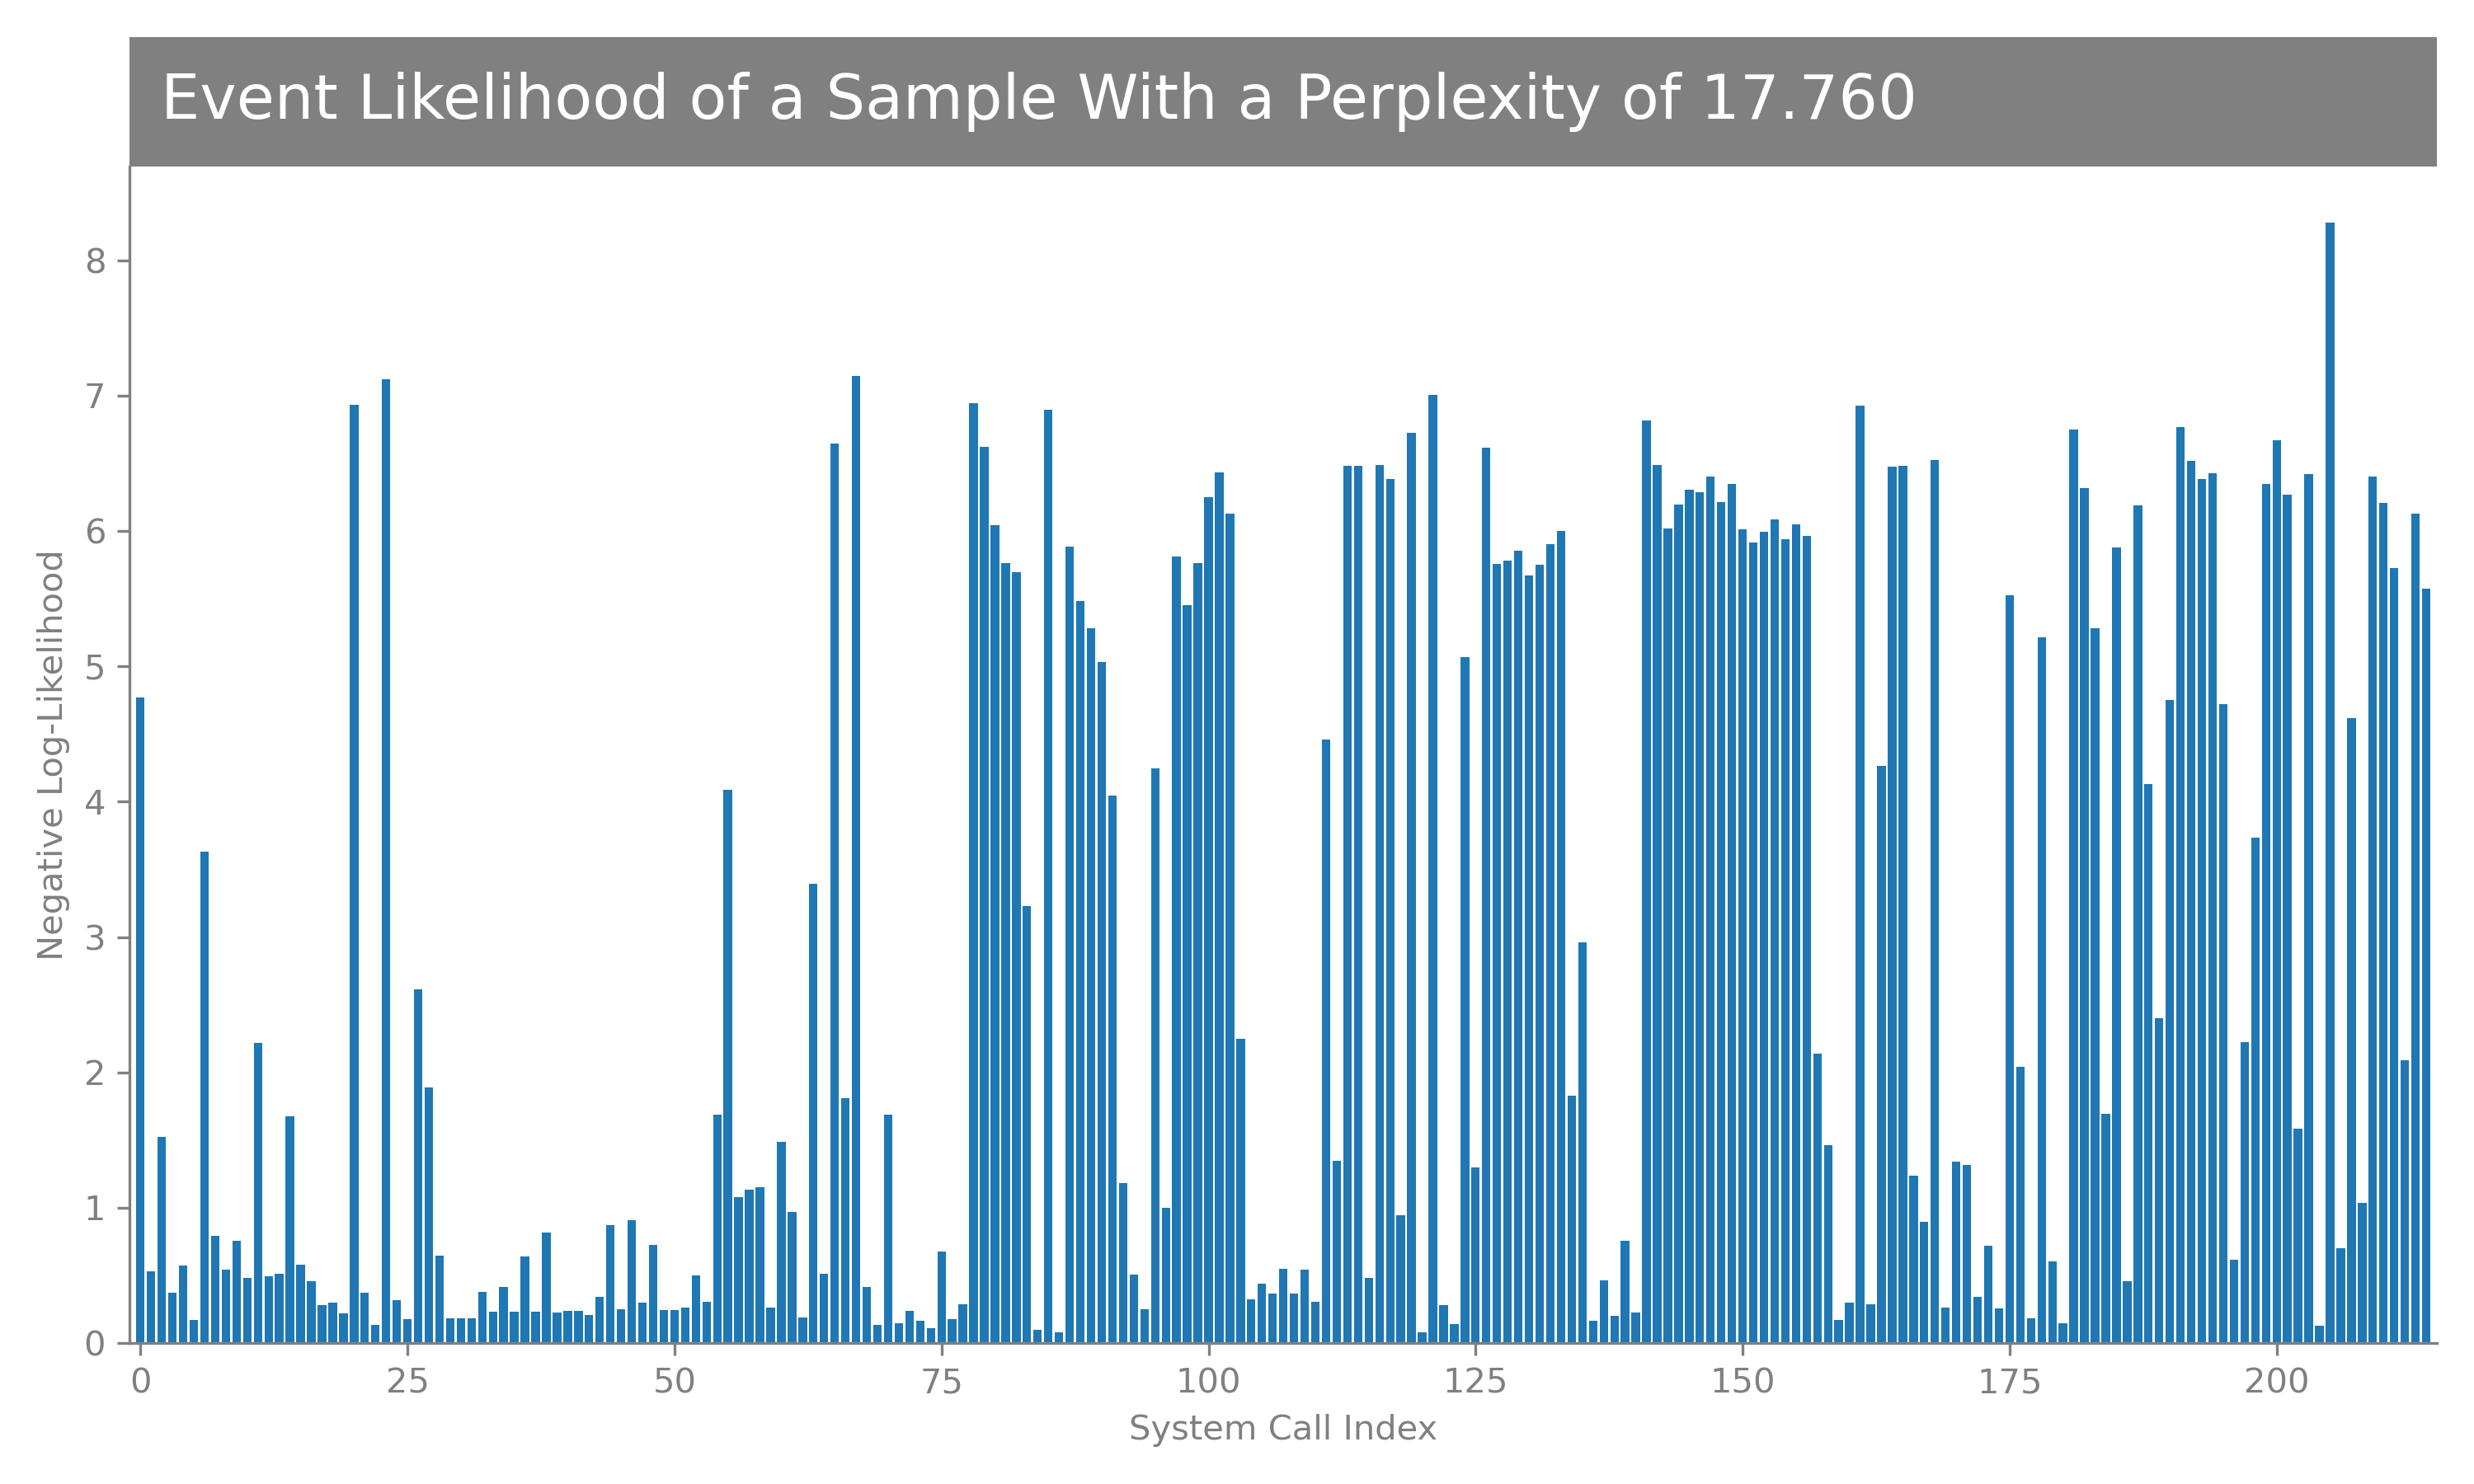 Event Likelihood of a Sample With a Perplexity of 17.760
8
7
6
5
4
3
2
1
0
Negative Log-Likelihood
0 25 50 75 100 125 150 175 200
System Call Index